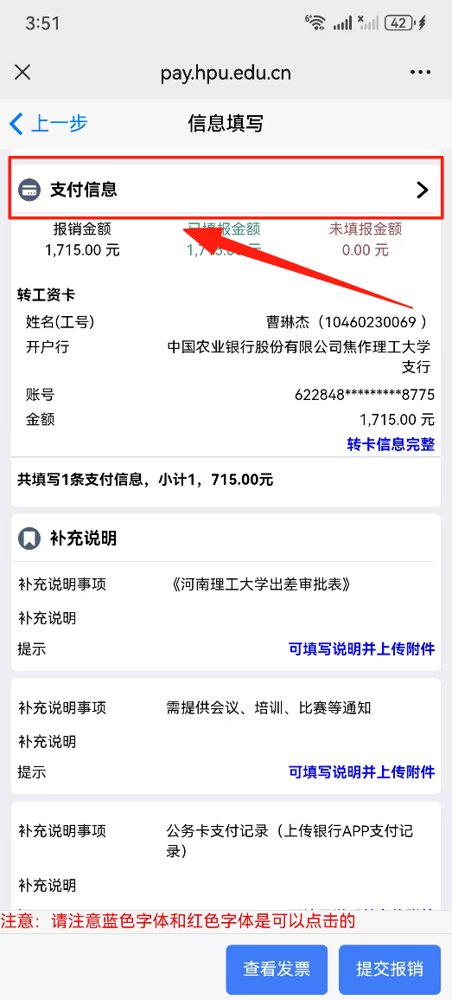 3:51
6
42
pay.hpu.edu.cn
上一步
信息填写
支付信息
报销金额
已填报金额
未填报金额
1,715.00 元
1,715.00 元
0.00 元
转工资卡
姓名(工号)
曹琳杰（10460230069 ）
开户行
中国农业银行股份有限公司焦作理工大学
支行
账号
622848*********8775
金额
1,715.00 元
转卡信息完整
共填写1条支付信息，小计1，715.00元
补充说明
补充说明事项
《河南理工大学出差审批表》
补充说明
提示
可填写说明并上传附件
补充说明事项
需提供会议、培训、比赛等通知
补充说明
提示
可填写说明并上传附件
补充说明事项
公务卡支付记录（上传银行APP支付记
录）
补充说明
注意：请注意蓝色字体和红色字体是可以点击的
查看发票
提交报销